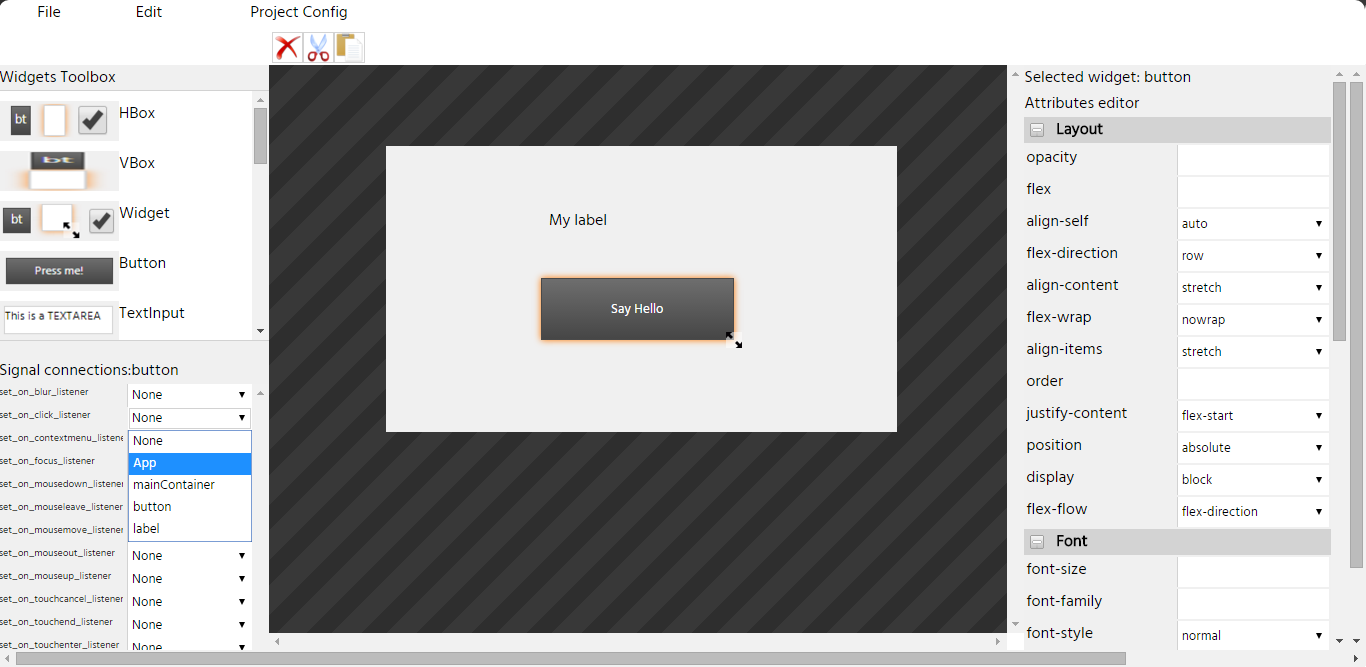 File Edit Project Config
Widgets Toolbox
bt HBox
bt VBox
bt Widget
Press me! Button
This is a TEXTAREA TextInput
Signal connections:button
set_on_blur_listener None
set_on_click_listener None
set_on_contextmenu_listene None
set_on_focus_listener App
set_on_mousedown_listener mainContainer
set_on_mouseleave_listener button
set_on_mousemove_listener label
set_on_mouseout_listener None
set_on_mouseup_listener None
set_on_touchcancel_listener None
set_on_touchend_listener None
set_on_touchenter_listener None
My label
Say Hello
Selected widget: button
Attributes editor
Layout
opacity
flex
align-self auto
flex-direction row
align-content stretch
flex-wrap nowrap
align-items stretch
order
justify-content flex-start
position absolute
display block
flex-flow flex-direction
Font
font-size
font-family
font-style normal